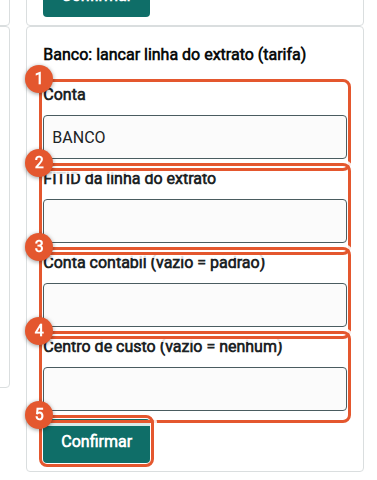 Confirmar
Banco: lancar linha do extrato (tarifa)
1
Conta
BANCO
2
FITID da linha do extrato
3
Conta contabil (vazio = padrao)
4
Centro de custo (vazio = nenhum)
5
Confirmar